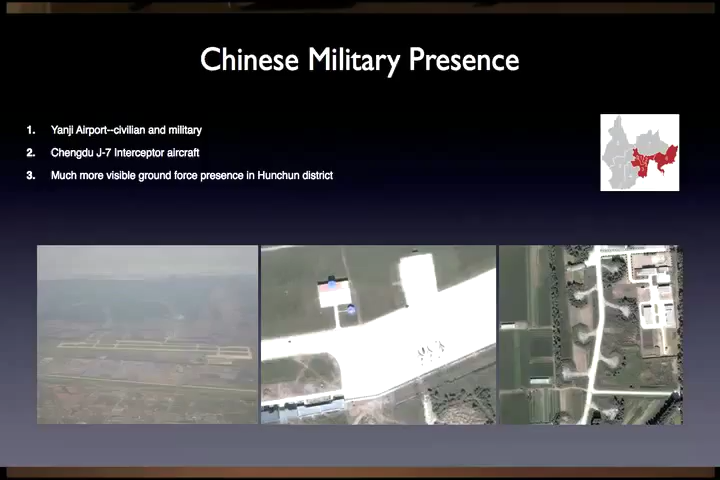 Chinese Military Presence
1. Yanji Airport--civilian and military
2. Chengdu J-7 Interceptor aircraft
3. Much more visible ground force presence in Hunchun district